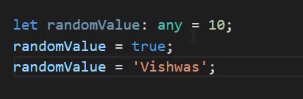 let randomValue: any = 10;
randomValue = true;
randomValue = 'Vishwas';